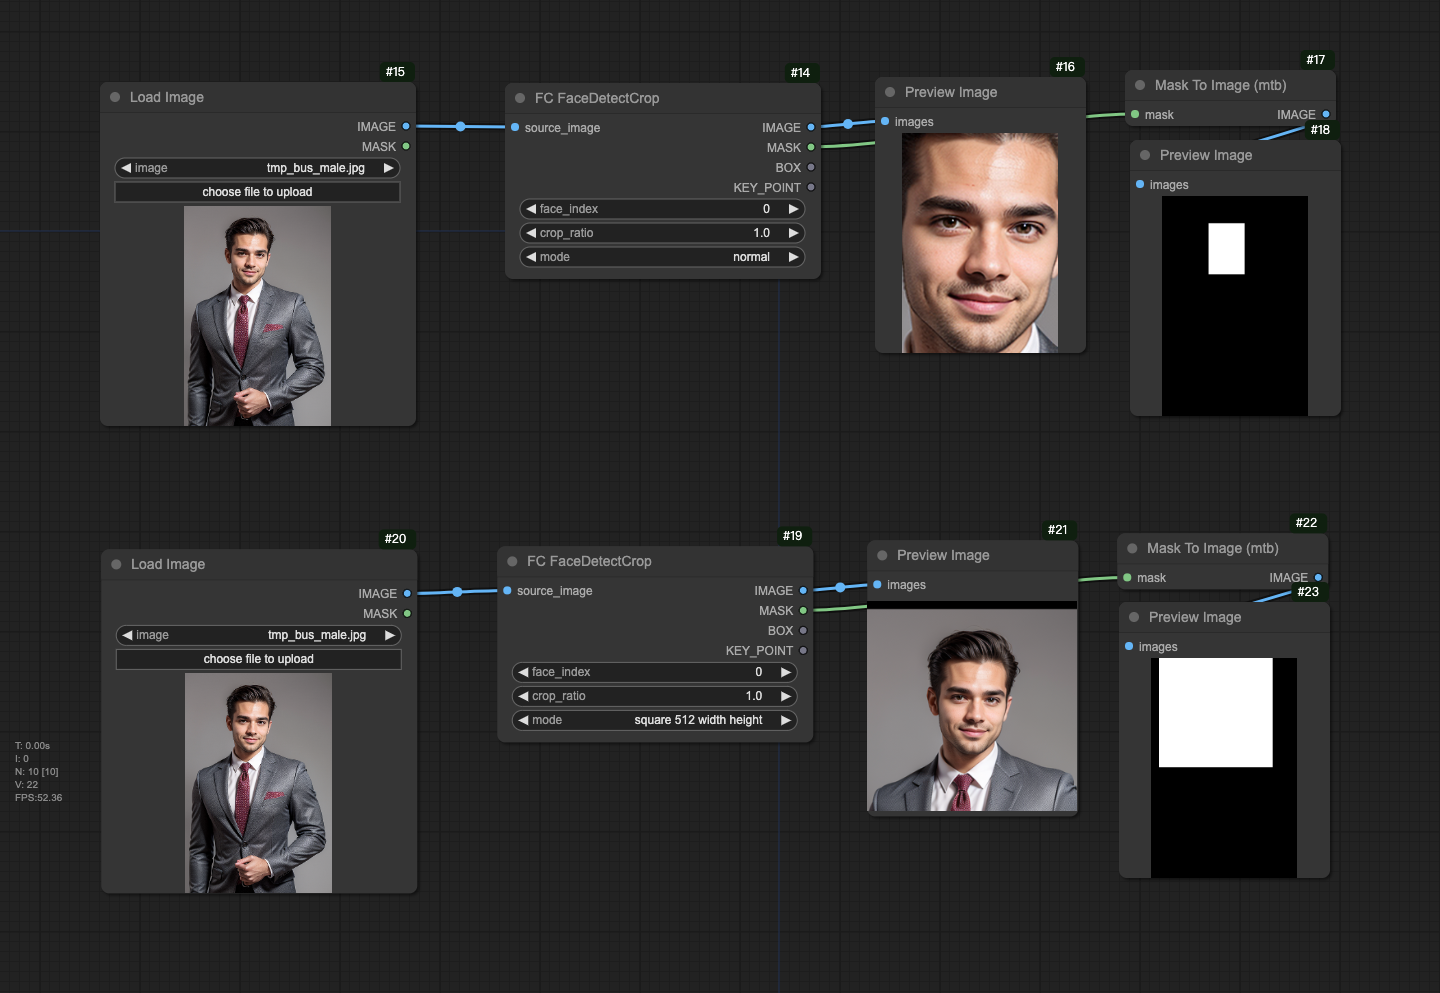 #15
Load Image
IMAGE
MASK
image tmp_bus_male.jpg
choose file to upload
#14
FC FaceDetectCrop
source_image IMAGE
MASK
BOX
KEY_POINT
face_index 0
crop_ratio 1.0
mode normal
#16
Preview Image
images
#17
Mask To Image (mtb)
mask IMAGE
#18
Preview Image
images
#20
Load Image
IMAGE
MASK
image tmp_bus_male.jpg
choose file to upload
#19
FC FaceDetectCrop
source_image IMAGE
MASK
BOX
KEY_POINT
face_index 0
crop_ratio 1.0
mode square 512 width height
#21
Preview Image
images
#22
Mask To Image (mtb)
mask IMAGE
#23
Preview Image
images
T: 0.00s
I: 0
N: 10 [10]
V: 22
FPS:52.36